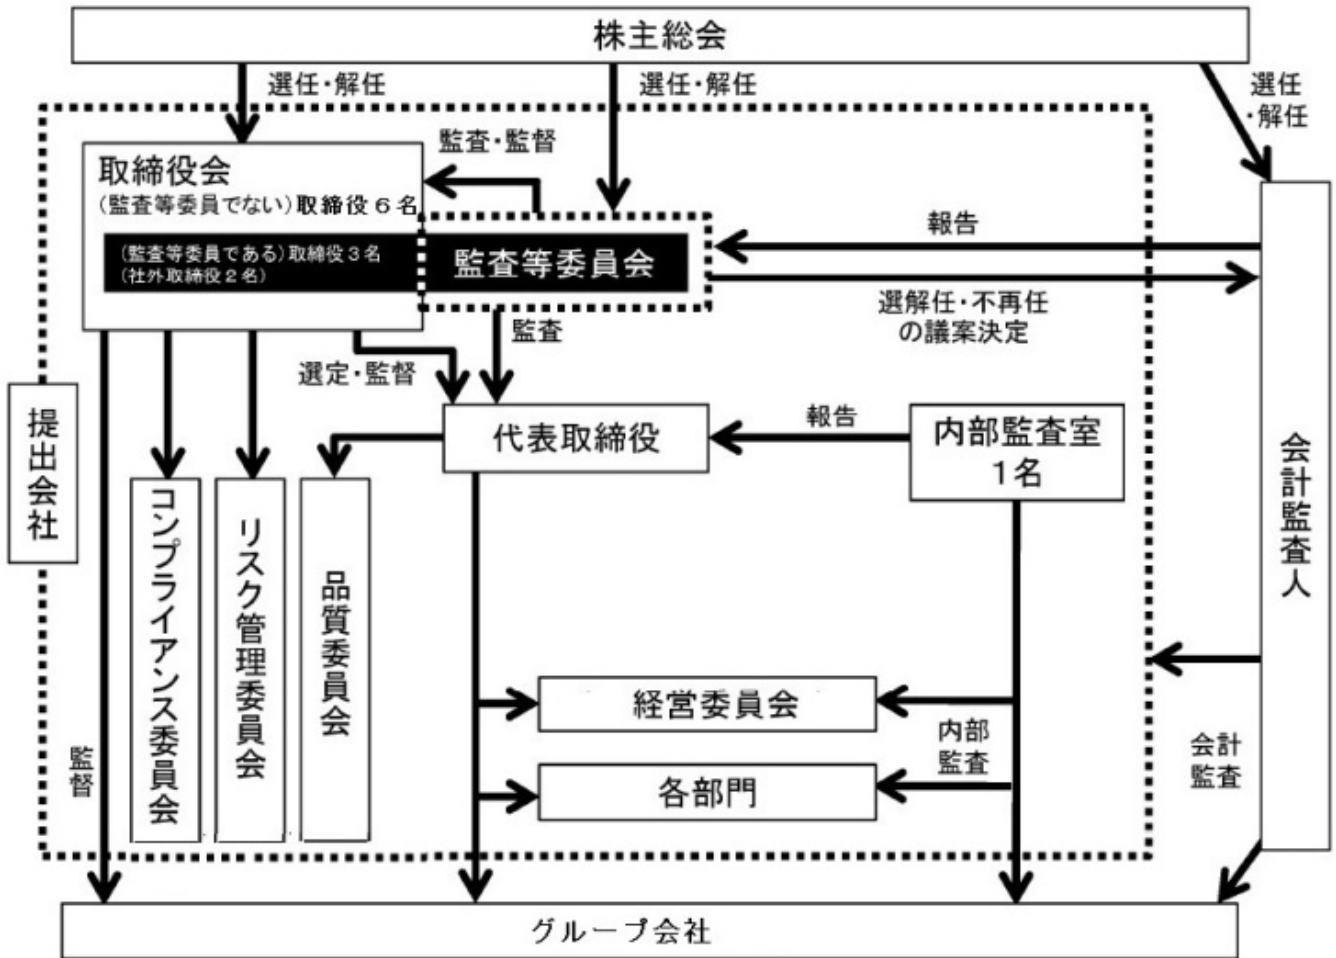 株主総会
選任・解任
選任・解任
選任
・解任
監査・監督
取締役会
(監査等委員でない)取締役6名
(監査等委員である)取締役3名
(社外取締役2名)
監査等委員会
報告
選解任・不再任
の議案決定
監査
選定・監督
代表取締役
報告
内部監査室
1名
提出会社
会計監査人
コンプライアンス委員会
リスク管理委員会
品質委員会
経営委員会
内部
監査
各部門
会計
監査
監督
グループ会社